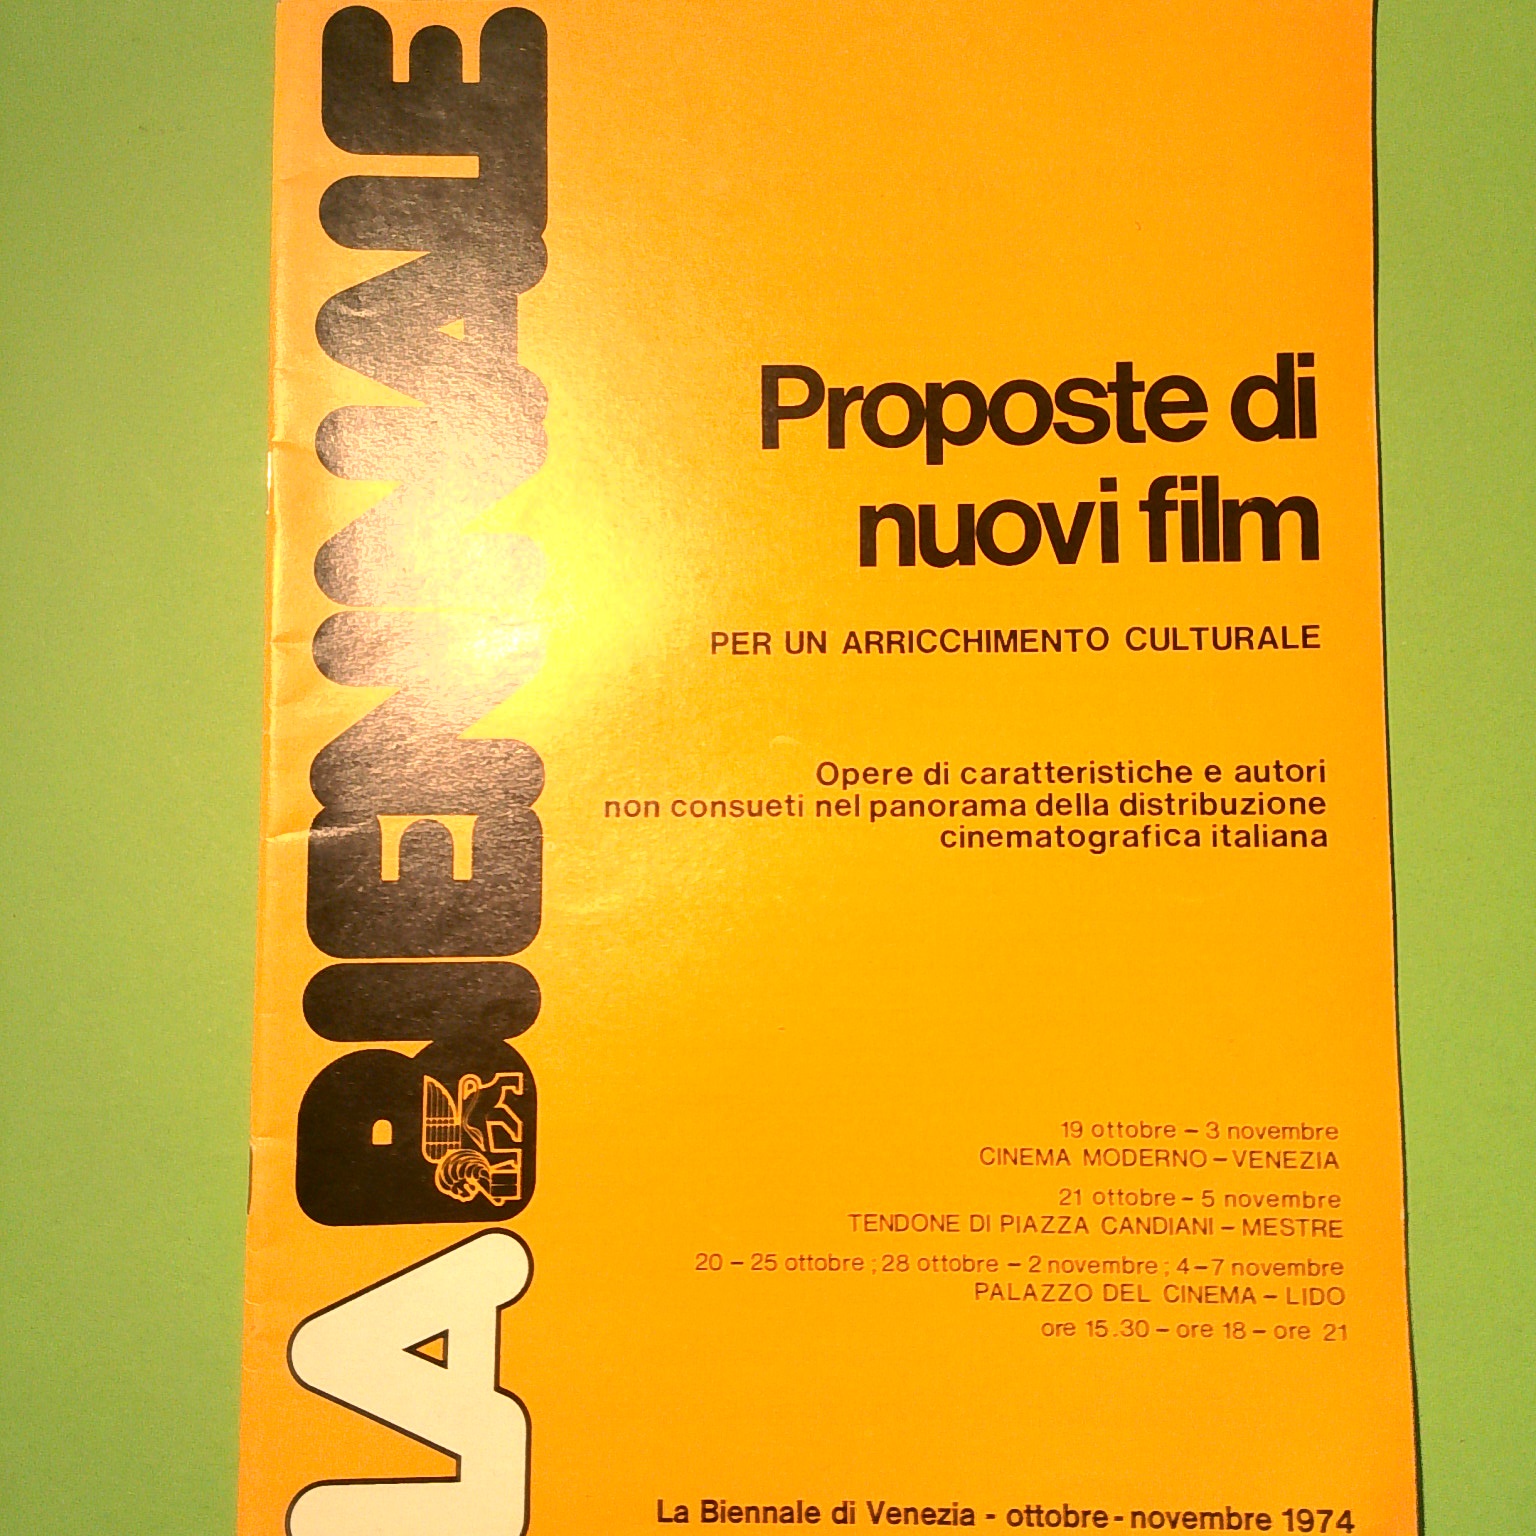 LA BIENNALE
Proposte di
nuovi film
PER UN ARRICCHIMENTO CULTURALE
Opere di caratteristiche e autori
non consueti nel panorama della distribuzione
cinematografica italiana
19 ottobre – 3 novembre
CINEMA MODERNO – VENEZIA
21 ottobre – 5 novembre
TENDONE DI PIAZZA CANDIANI – MESTRE
20 – 25 ottobre ; 28 ottobre – 2 novembre ; 4 – 7 novembre
PALAZZO DEL CINEMA – LIDO
ore 15.30 – ore 18 – ore 21
La Biennale di Venezia - ottobre - novembre 1974